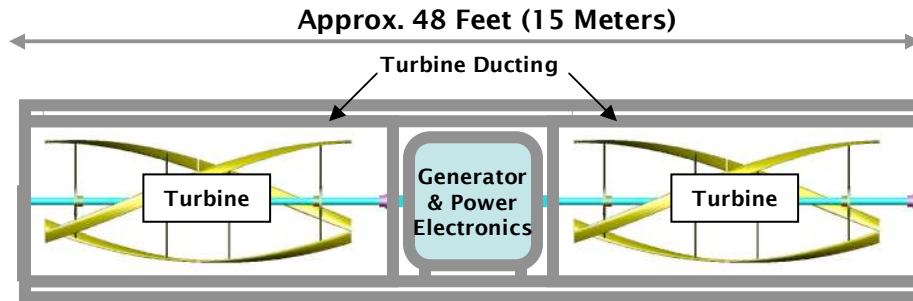 Approx. 48 Feet (15 Meters)
Turbine Ducting
Turbine
Generator
& Power
Electronics
Turbine